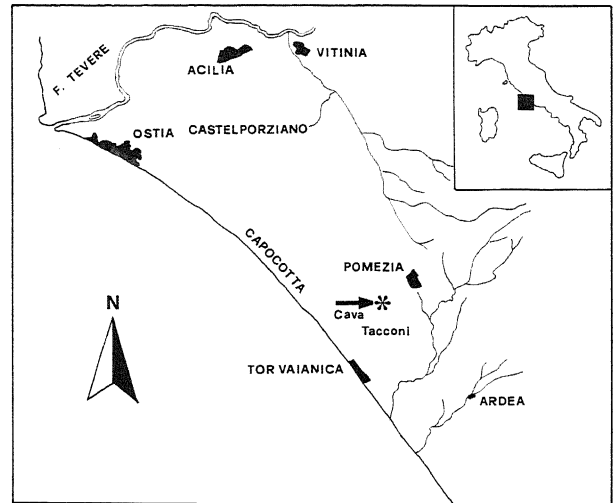 F. TEVERE
ACILIA
VITINIA
CASTELPORZIANO
OSTIA
CAPOCOTTA
POMEZIA
N
Cava
Tacconi
TOR VAIANICA
ARDEA